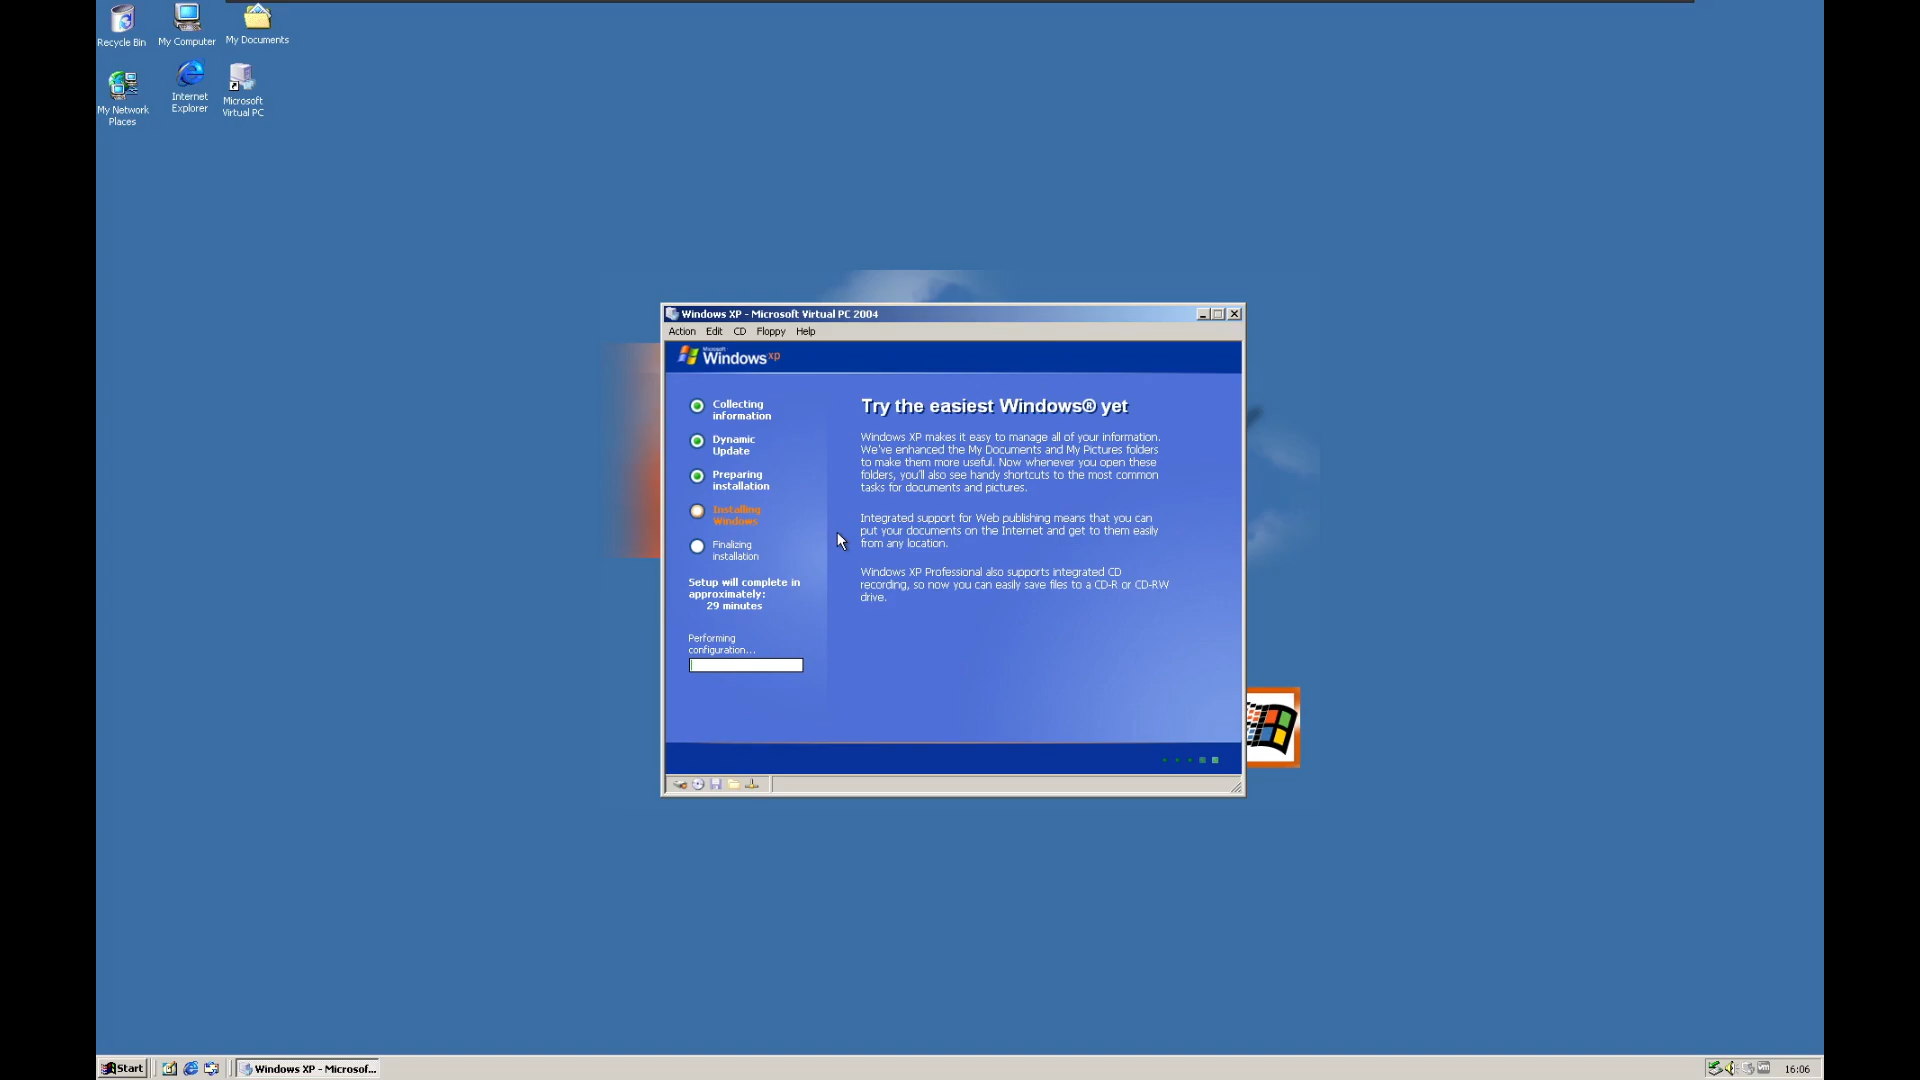 Recycle Bin
My Computer
My Documents
My Network
Places
Internet
Explorer
Microsoft
Virtual PC
Windows XP - Microsoft Virtual PC 2004
Action Edit CD Floppy Help
Microsoft
Windows xp
Collecting
information
Dynamic
Update
Preparing
installation
Installing
Windows
Finalizing
installation
Setup will complete in
approximately:
29 minutes
Performing
configuration...
Try the easiest Windows® yet
Windows XP makes it easy to manage all of your information.
We've enhanced the My Documents and My Pictures folders
to make them more useful. Now whenever you open these
folders, you'll also see handy shortcuts to the most common
tasks for documents and pictures.
Integrated support for Web publishing means that you can
put your documents on the Internet and get to them easily
from any location.
Windows XP Professional also supports integrated CD
recording, so now you can easily save files to a CD-R or CD-RW
drive.
Start
Windows XP - Microsof...
vm
16:06